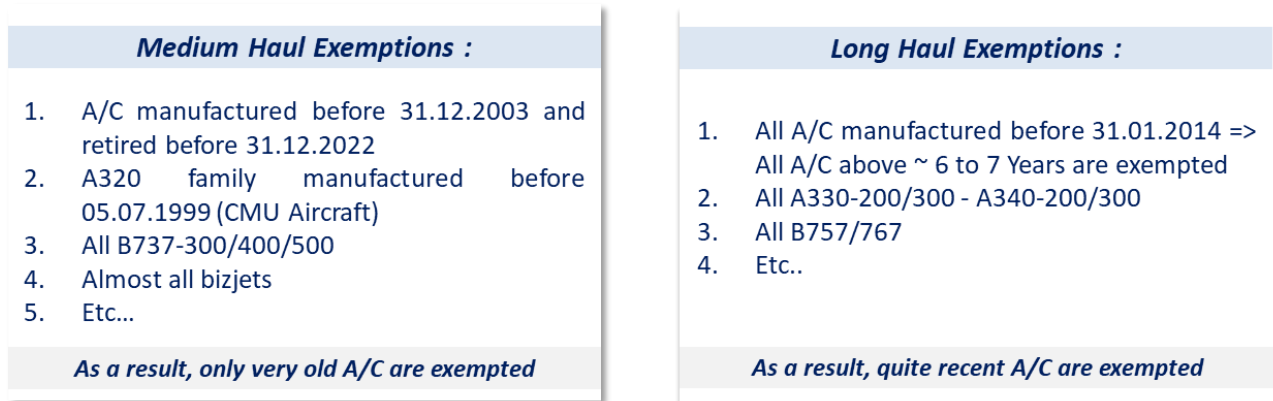 Medium Haul Exemptions :
1. A/C manufactured before 31.12.2003 and
retired before 31.12.2022
2. A320 family manufactured before
05.07.1999 (CMU Aircraft)
3. All B737-300/400/500
4. Almost all bizjets
5. Etc…
As a result, only very old A/C are exempted
Long Haul Exemptions :
1. All A/C manufactured before 31.01.2014 =>
All A/C above ~ 6 to 7 Years are exempted
2. All A330-200/300 - A340-200/300
3. All B757/767
4. Etc..
As a result, quite recent A/C are exempted